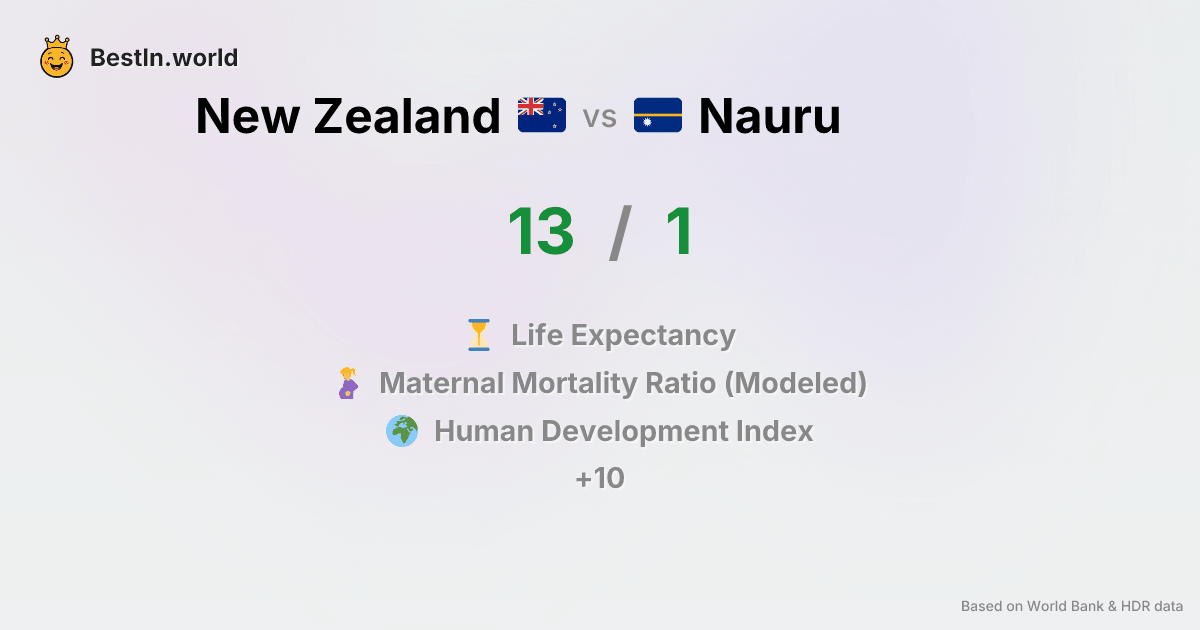 BestIn.world
New Zealand vs Nauru
13 / 1
Life Expectancy
Maternal Mortality Ratio (Modeled)
Human Development Index
+10
Based on World Bank & HDR data